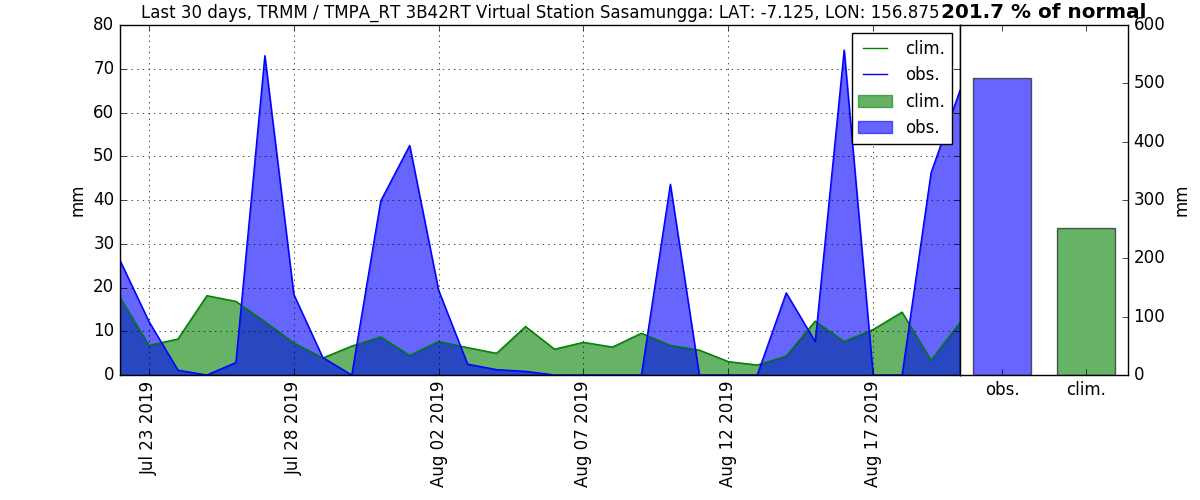 Last 30 days, TRMM / TMPA_RT 3B42RT Virtual Station Sasamungga: LAT: -7.125, LON: 156.875
201.7 % of normal
80
70
60
50
40
30
20
10
0
mm
clim.
obs.
clim.
obs.
Jul 23 2019
Jul 28 2019
Aug 02 2019
Aug 07 2019
Aug 12 2019
Aug 17 2019
600
500
400
300
200
100
0
mm
obs.
clim.